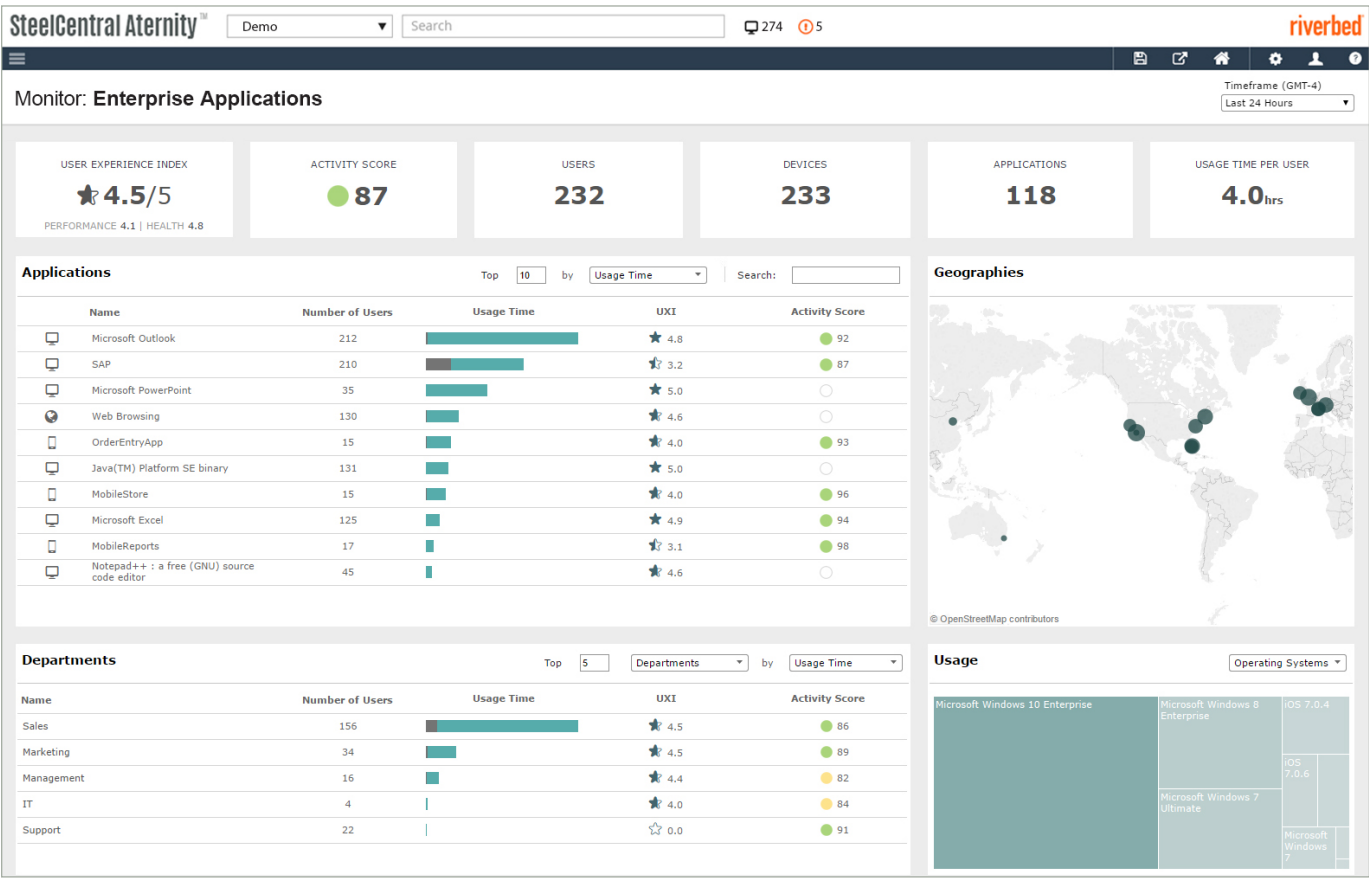 SteelCentral Aternity™ Demo Search 274 5 riverbed
Monitor: Enterprise Applications
Timeframe (GMT-4)
Last 24 Hours
USER EXPERIENCE INDEX
4.5/5
PERFORMANCE 4.1 | HEALTH 4.8
ACTIVITY SCORE
87
USERS
232
DEVICES
233
APPLICATIONS
118
USAGE TIME PER USER
4.0hrs
Applications Top 10 by Usage Time Search:
Name Number of Users Usage Time UXI Activity Score
Microsoft Outlook 212 4.8 92
SAP 210 3.2 87
Microsoft PowerPoint 35 5.0
Web Browsing 130 4.6
OrderEntryApp 15 4.0 93
Java(TM) Platform SE binary 131 5.0
MobileStore 15 4.0 96
Microsoft Excel 125 4.9 94
MobileReports 17 3.1 98
Notepad++ : a free (GNU) source
code editor 45 4.6
Geographies
© OpenStreetMap contributors
Departments Top 5 Departments by Usage Time
Name Number of Users Usage Time UXI Activity Score
Sales 156 4.5 86
Marketing 34 4.5 89
Management 16 4.4 82
IT 4 4.0 84
Support 22 0.0 91
Usage Operating Systems
Microsoft Windows 10 Enterprise
Microsoft Windows 8
Enterprise
iOS 7.0.4
iOS
7.0.6
Microsoft Windows 7
Ultimate
Microsoft
Windows
7